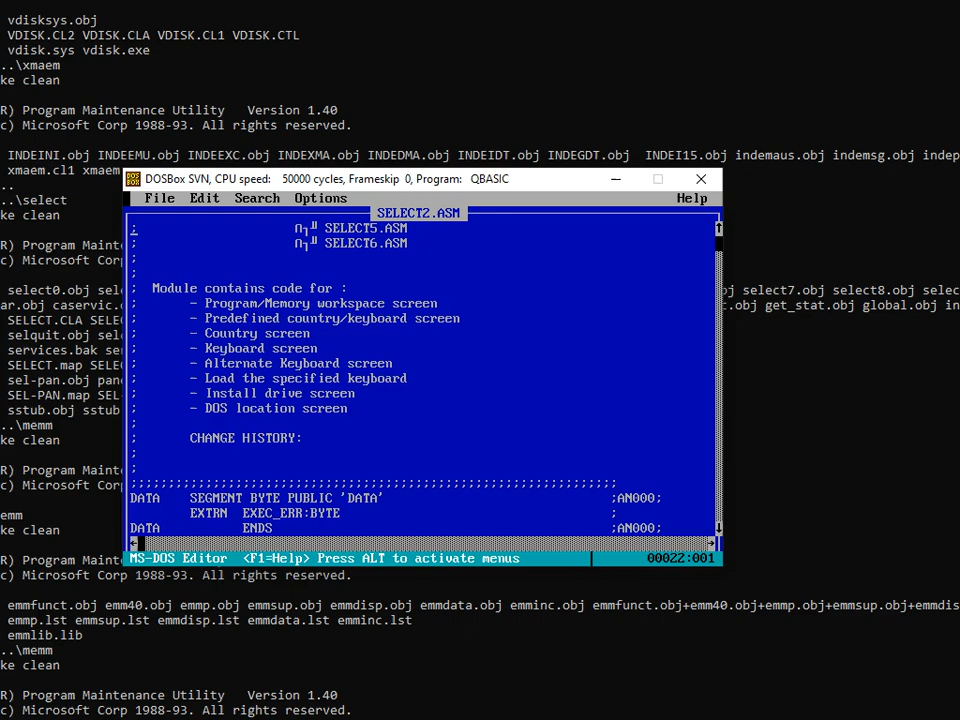 vdisksys.obj
VDISK.CL2 VDISK.CLA VDISK.CL1 VDISK.CTL
vdisk.sys vdisk.exe
..\xmaem
ke clean
R) Program Maintenance Utility   Version 1.40
c) Microsoft Corp 1988-93. All rights reserved.
INDEINI.obj INDEEMU.obj INDEEXC.obj INDEXMA.obj INDEDMA.obj INDEIDT.obj INDEGDT.obj  INDEI15.obj indemaus.obj indemsg.obj indep
xmaem.cl1 xmaem
..
..\select
ke clean
R) Program Mainte
c) Microsoft Corp
select0.obj sele
bj select7.obj select8.obj selec
ar.obj caservic.o
c.obj get_stat.obj global.obj in
SELECT.CLA SELEC
selquit.obj selec
services.bak ser
SELECT.map SELEC
sel-pan.obj pane
SEL-PAN.map SEL-
sstub.obj sstub
..\memm
ke clean
R) Program Mainte
c) Microsoft Corp
emm
ke clean
R) Program Mainte
c) Microsoft Corp 1988-93. All rights reserved.
emmfunct.obj emm40.obj emmp.obj emmsup.obj emmdisp.obj emmdata.obj emminc.obj emmfunct.obj+emm40.obj+emmp.obj+emmsup.obj+emmdis
emmp.lst emmsup.lst emmdisp.lst emmdata.lst emminc.lst
emmlib.lib
..\memm
ke clean
R) Program Maintenance Utility   Version 1.40
c) Microsoft Corp 1988-93. All rights reserved.
DOSBox SVN, CPU speed:   50000 cycles, Frameskip  0, Program:   QBASIC
File  Edit  Search  Options  Help
SELECT2.ASM
; SELECT5.ASM
; SELECT6.ASM
;
;
;  Module contains code for :
;       - Program/Memory workspace screen
;       - Predefined country/keyboard screen
;       - Country screen
;       - Keyboard screen
;       - Alternate Keyboard screen
;       - Load the specified keyboard
;       - Install drive screen
;       - DOS location screen
;
;       CHANGE HISTORY:
;
;
;;;;;;;;;;;;;;;;;;;;;;;;;;;;;;;;;;;;;;;;;;;;;;;;;;;;;;;;;;;;;;;;;
DATA    SEGMENT BYTE PUBLIC 'DATA'                              ;AN000;
        EXTRN  EXEC_ERR:BYTE                                    ;
DATA           ENDS                                             ;AN000;
MS-DOS Editor  <F1=Help> Press ALT to activate menus  00022:001